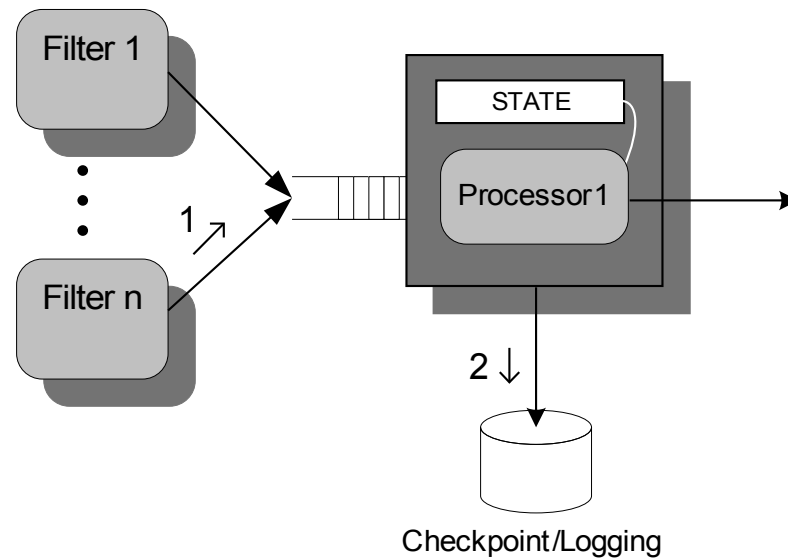 Filter 1
STATE
Processor1
1
Filter n
2
Checkpoint/Logging